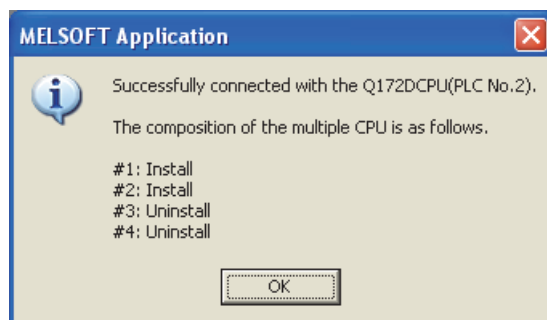 MELSOFT Application
Successfully connected with the Q172DCPU(PLC No.2).
The composition of the multiple CPU is as follows.
#1: Install
#2: Install
#3: Uninstall
#4: Uninstall
OK